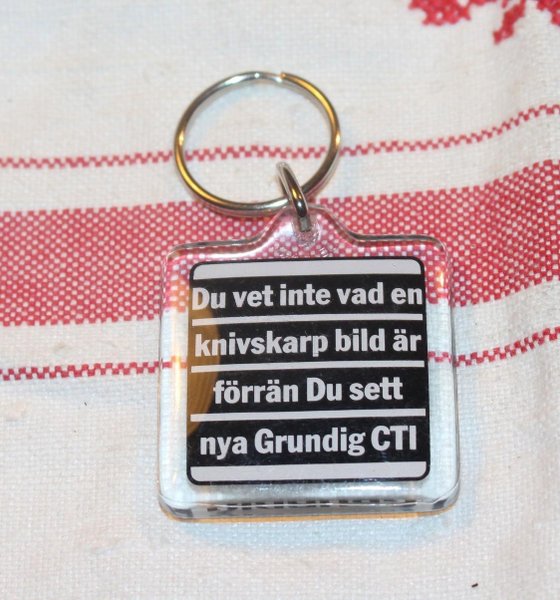 Du vet inte vad en
knivskarp bild är
förrän Du sett
nya Grundig CTI